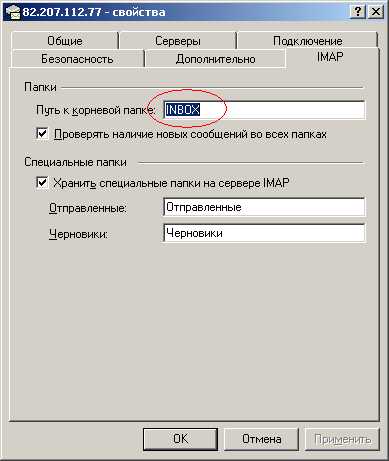 82.207.112.77 - свойства
Общие Серверы Подключение
Безопасность Дополнительно IMAP
Папки
Путь к корневой папке: INBOX
Проверять наличие новых сообщений во всех папках
Специальные папки
Хранить специальные папки на сервере IMAP
Отправленные: Отправленные
Черновики: Черновики
OK Отмена Применить